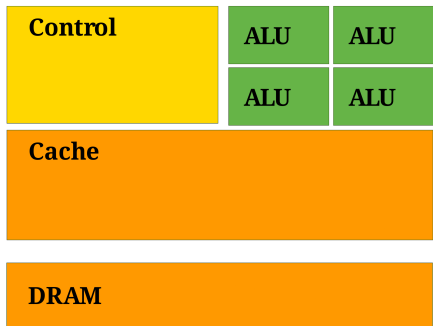 Control
ALU ALU
ALU ALU
Cache
DRAM